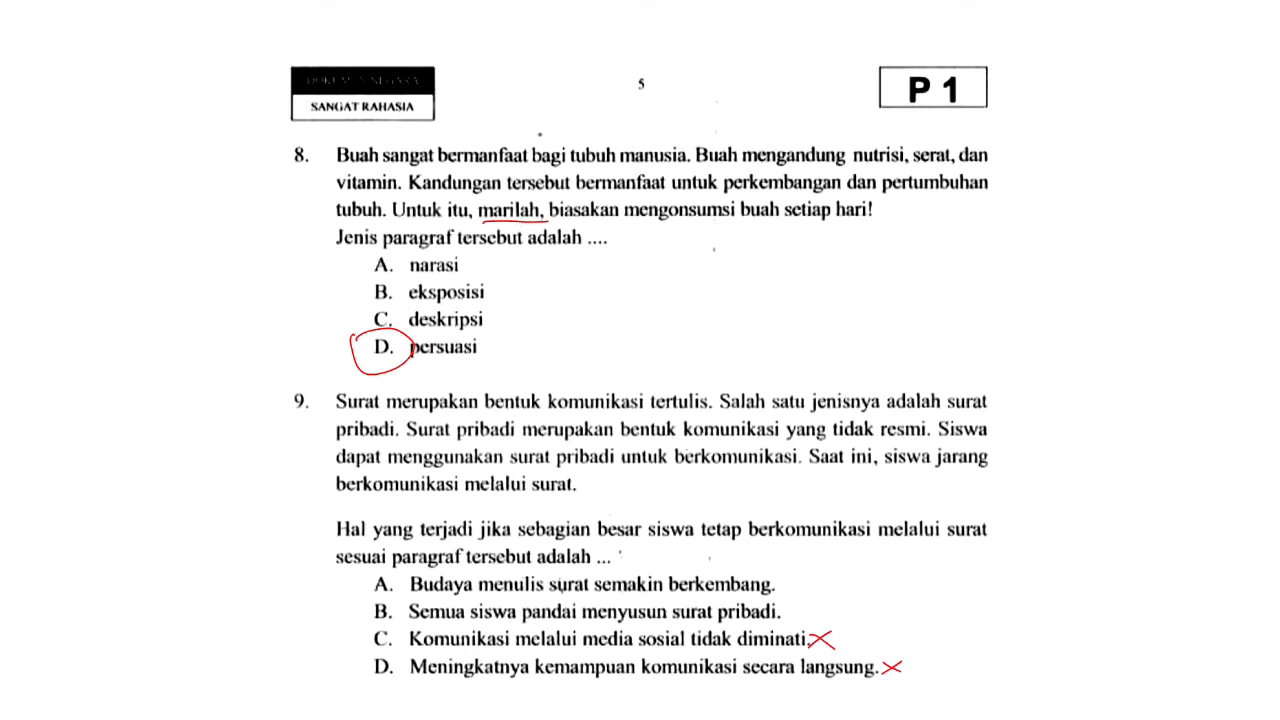 DOKUMEN NEGARA
SANGAT RAHASIA
5
P 1
8. Buah sangat bermanfaat bagi tubuh manusia. Buah mengandung nutrisi, serat, dan
vitamin. Kandungan tersebut bermanfaat untuk perkembangan dan pertumbuhan
tubuh. Untuk itu, marilah, biasakan mengonsumsi buah setiap hari!
Jenis paragraf tersebut adalah ....
A. narasi
B. eksposisi
C. deskripsi
D. persuasi
9. Surat merupakan bentuk komunikasi tertulis. Salah satu jenisnya adalah surat
pribadi. Surat pribadi merupakan bentuk komunikasi yang tidak resmi. Siswa
dapat menggunakan surat pribadi untuk berkomunikasi. Saat ini, siswa jarang
berkomunikasi melalui surat.
Hal yang terjadi jika sebagian besar siswa tetap berkomunikasi melalui surat
sesuai paragraf tersebut adalah ...
A. Budaya menulis surat semakin berkembang.
B. Semua siswa pandai menyusun surat pribadi.
C. Komunikasi melalui media sosial tidak diminati.
D. Meningkatnya kemampuan komunikasi secara langsung.